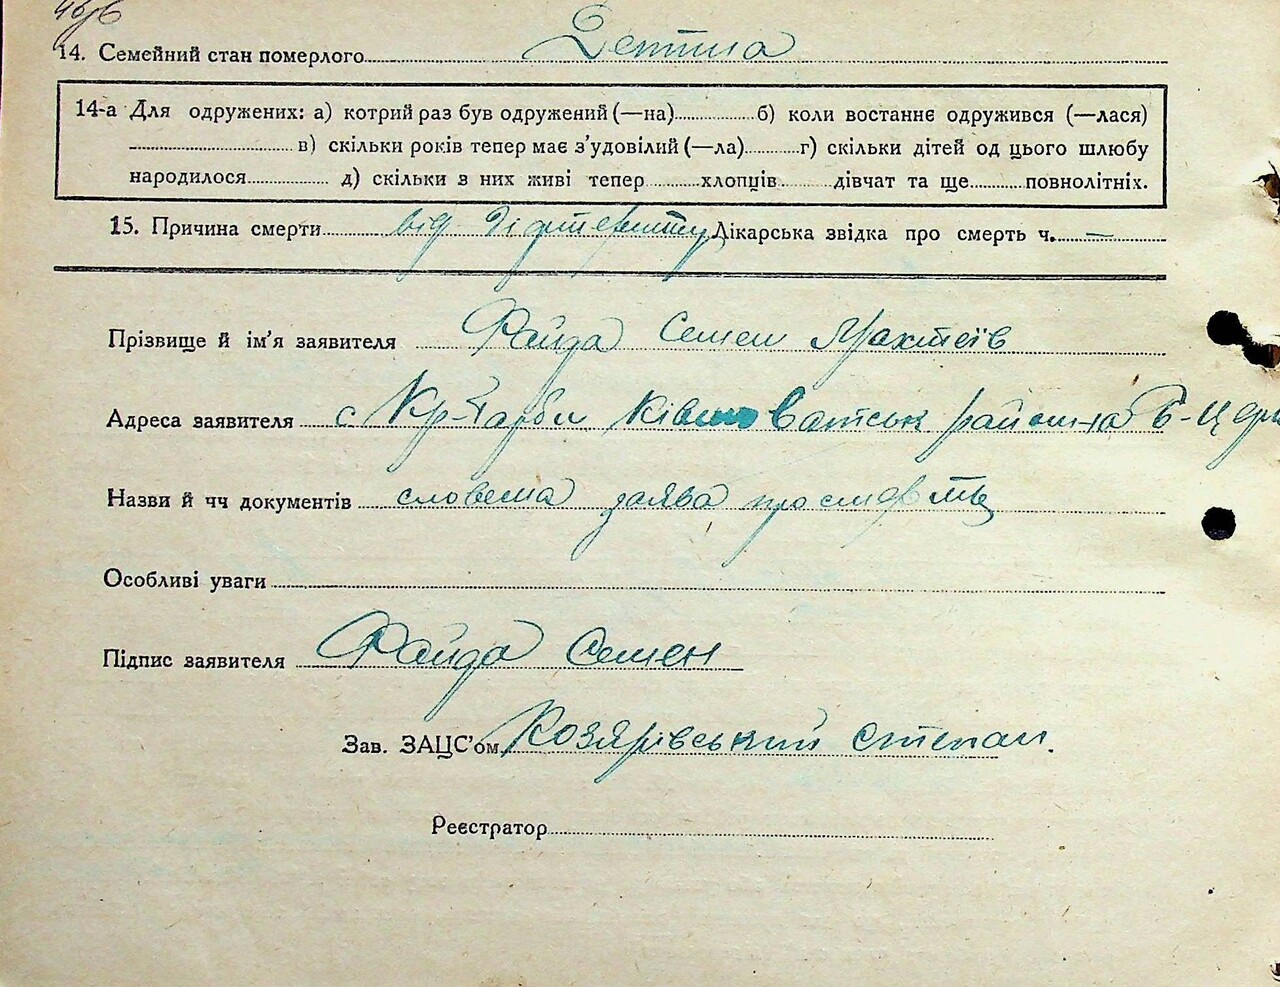 14. Семейний стан померлого Дитина
14-а Для одружених: а) котрий раз був одружений (—на) б) коли востаннє одружився (—лася)
в) скільки років тепер має з'удовілий (—ла) г) скільки дітей од цього шлюбу
народилося д) скільки з них живі тепер хлопців дівчат та ще повнолітніх.
15. Причина смерти від дифтериту Лікарська звідка про смерть ч. —
Прізвище й ім'я заявителя Файда Семен
Адреса заявителя с Кр-Гарби району Б-Церк
Назви й чч документів словесна заява про смерть
Особливі уваги
Підпис заявителя Файда Семен
Зав. ЗАЦС'ом Козярівський Степан.
Реєстратор